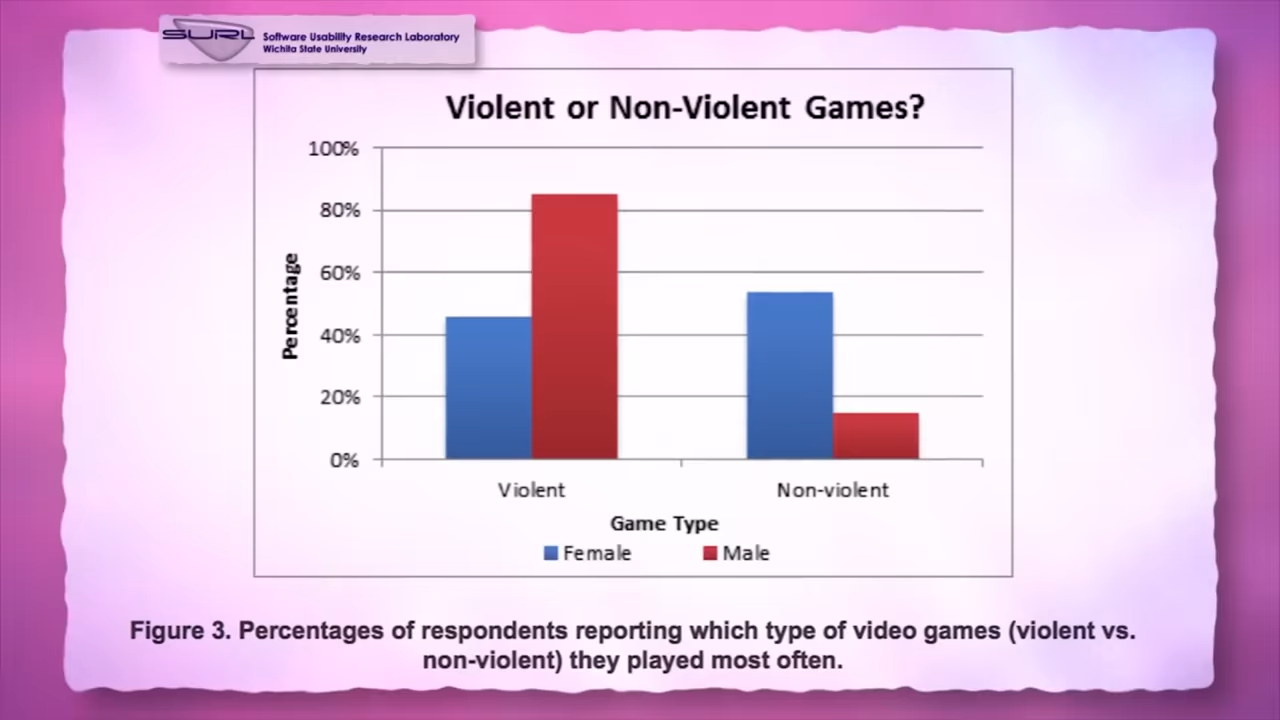 SURL
Software Usability Research Laboratory
Wichita State University
Violent or Non-Violent Games?
100%
80%
60%
40%
20%
0%
Percentage
Violent
Non-violent
Game Type
Female
Male
Figure 3. Percentages of respondents reporting which type of video games (violent vs.
non-violent) they played most often.